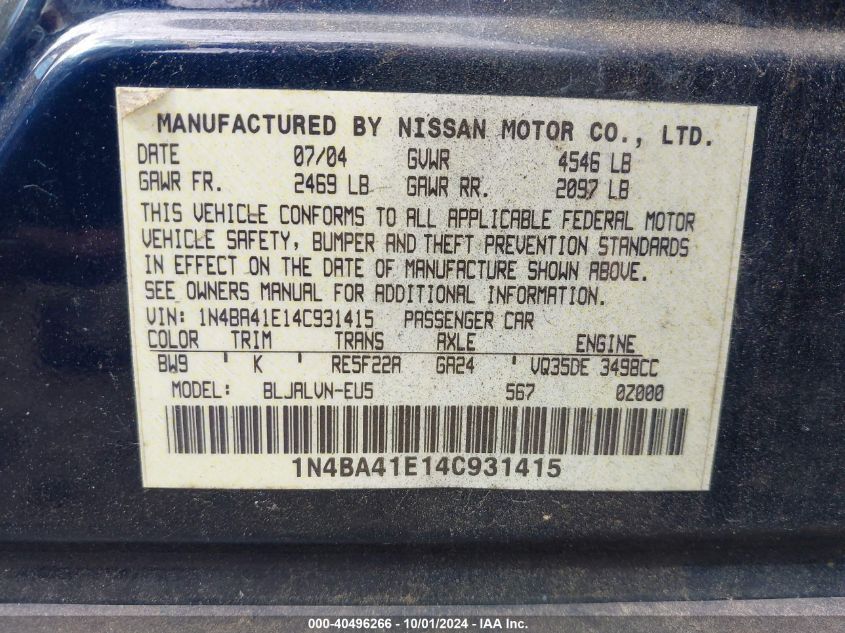 MANUFACTURED BY NISSAN MOTOR CO., LTD.
DATE 07/04 GVWR 4546 LB
GAWR FR. 2469 LB GAWR RR. 2097 LB
THIS VEHICLE CONFORMS TO ALL APPLICABLE FEDERAL MOTOR
VEHICLE SAFETY, BUMPER AND THEFT PREVENTION STANDARDS
IN EFFECT ON THE DATE OF MANUFACTURE SHOWN ABOVE.
SEE OWNERS MANUAL FOR ADDITIONAL INFORMATION.
VIN: 1N4BA41E14C931415 PASSENGER CAR
COLOR TRIM TRANS AXLE ENGINE
BW9 K RE5F22A GA24 VQ35DE 3498CC
MODEL: BLJALVN-EU5 567 0Z000
1N4BA41E14C931415
000-40496266 - 10/01/2024 - IAA Inc.